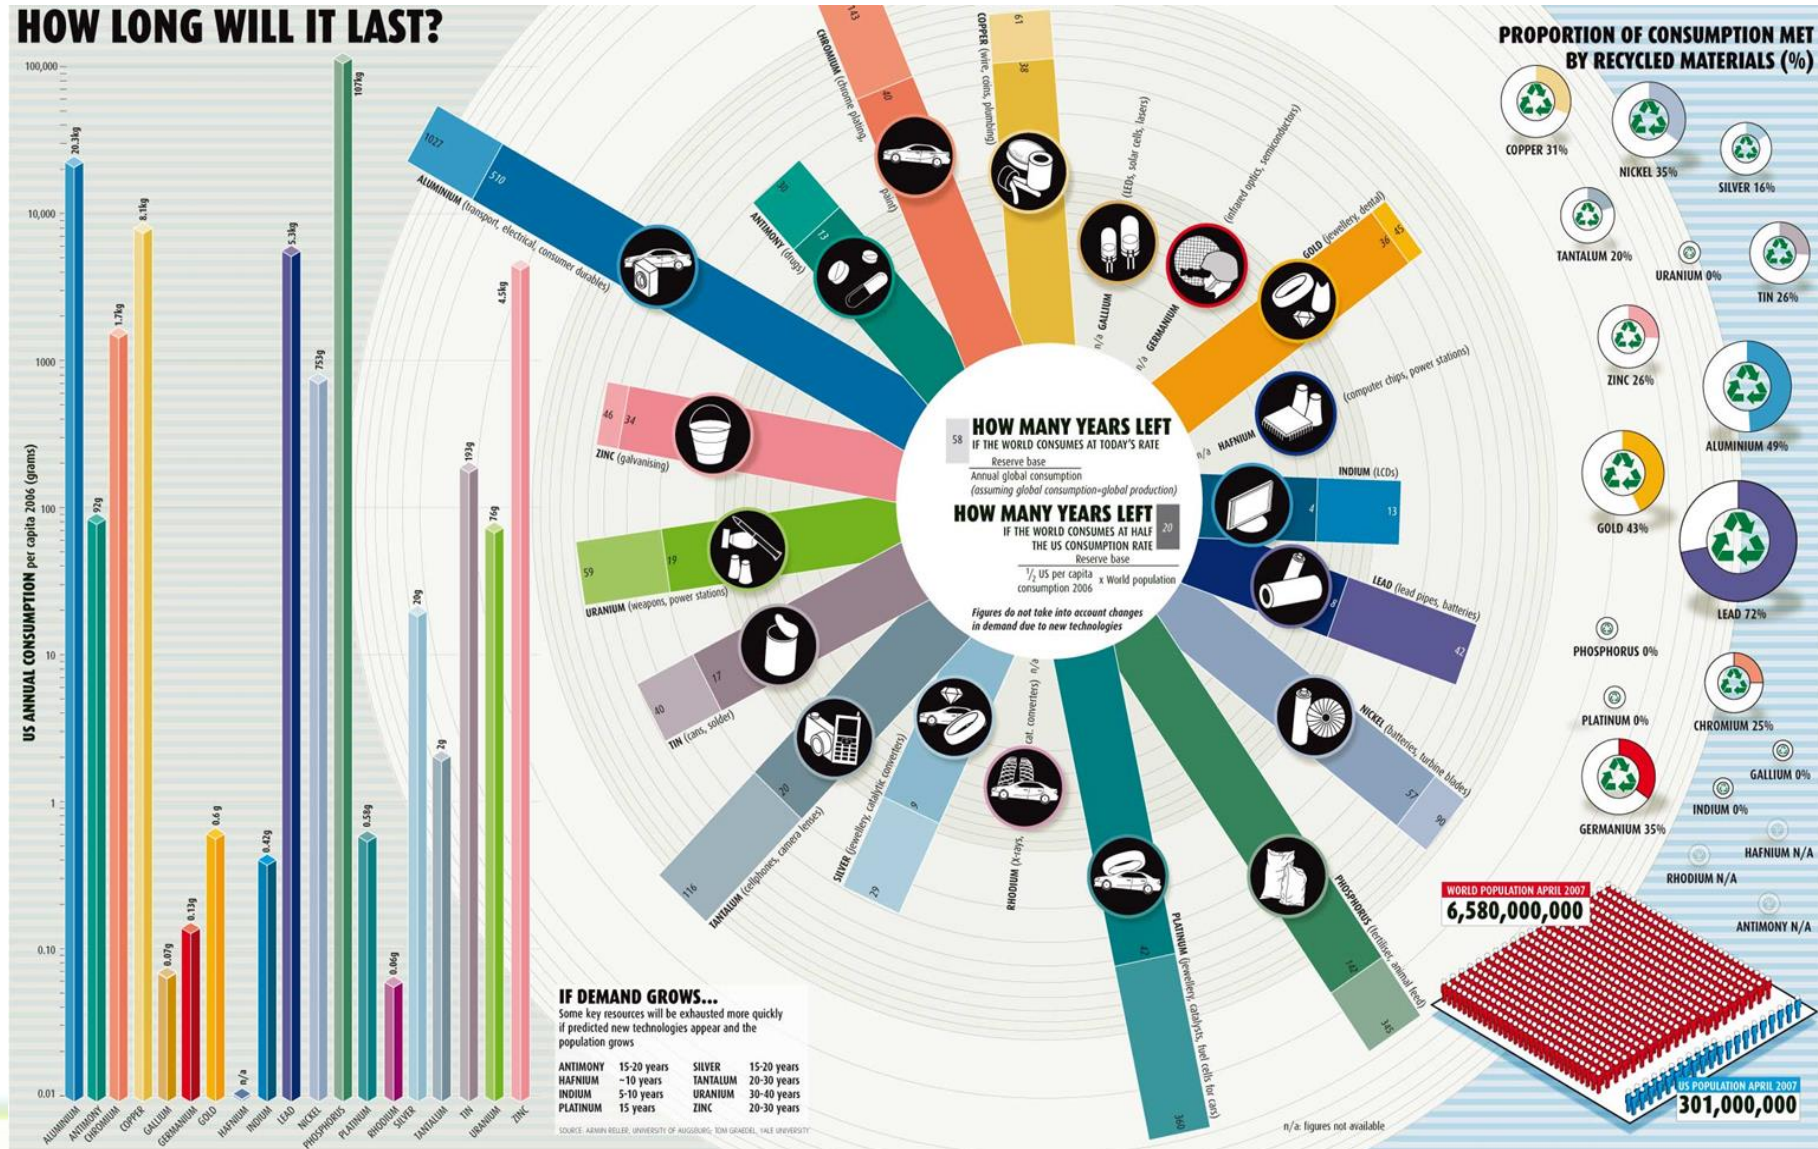 HOW LONG WILL IT LAST?
US ANNUAL CONSUMPTION per capita 2006 (grams)
100,000
10,000
1000
100
10
1
0.10
0.01
20.3kg
92g
1.7kg
8.1kg
0.07g
0.13g
0.6 g
n/a
0.42g
5.3kg
753g
107kg
0.58g
0.06g
20g
2g
193g
76g
4.5kg
ALUMINIUM
ANTIMONY
CHROMIUM
COPPER
GALLIUM
GERMANIUM
GOLD
HAFNIUM
INDIUM
LEAD
NICKEL
PHOSPHORUS
PLATINUM
RHODIUM
SILVER
TANTALUM
TIN
URANIUM
ZINC
1027
510
ALUMINIUM (transport, electrical, consumer durables)
30
13
ANTIMONY (drugs)
143
40
CHROMIUM (chrome plating,
paint)
61
38
COPPER (wire, coins, plumbing)
(LEDs, solar cells, lasers)
n/a GALLIUM
(infrared optics, semiconductors)
n/a GERMANIUM
GOLD (jewellery, dental)
36
45
(computer chips, power stations)
n/a HAFNIUM
INDIUM (LCDs)
4
13
LEAD (lead pipes, batteries)
8
42
NICKEL (batteries, turbine blades)
57
90
PHOSPHORUS (fertiliser, animal feed)
142
345
PLATINUM (jewellery, catalysts, fuel cells for cars)
42
360
RHODIUM (X-rays,
cat. converters) n/a
SILVER (jewellery, catalytic converters)
9
29
TANTALUM (cellphones, camera lenses)
20
116
TIN (cans, solder)
17
40
URANIUM (weapons, power stations)
19
59
ZINC (galvanising)
34
46
58
HOW MANY YEARS LEFT
IF THE WORLD CONSUMES AT TODAY'S RATE
Reserve base
Annual global consumption
(assuming global consumption=global production)
HOW MANY YEARS LEFT
20
IF THE WORLD CONSUMES AT HALF
THE US CONSUMPTION RATE
Reserve base
1/2 US per capita
consumption 2006
x World population
Figures do not take into account changes
in demand due to new technologies
IF DEMAND GROWS...
Some key resources will be exhausted more quickly
if predicted new technologies appear and the
population grows
ANTIMONY 15-20 years SILVER 15-20 years
HAFNIUM ~10 years TANTALUM 20-30 years
INDIUM 5-10 years URANIUM 30-40 years
PLATINUM 15 years ZINC 20-30 years
SOURCE: ARMIN RELLER, UNIVERSITY OF AUGSBURG; TOM GRAEDEL, YALE UNIVERSITY
PROPORTION OF CONSUMPTION MET
BY RECYCLED MATERIALS (%)
COPPER 31%
NICKEL 35%
SILVER 16%
TANTALUM 20%
URANIUM 0%
TIN 26%
ZINC 26%
ALUMINIUM 49%
GOLD 43%
LEAD 72%
PHOSPHORUS 0%
PLATINUM 0%
CHROMIUM 25%
GALLIUM 0%
INDIUM 0%
GERMANIUM 35%
HAFNIUM N/A
RHODIUM N/A
ANTIMONY N/A
WORLD POPULATION APRIL 2007
6,580,000,000
US POPULATION APRIL 2007
301,000,000
n/a: figures not available